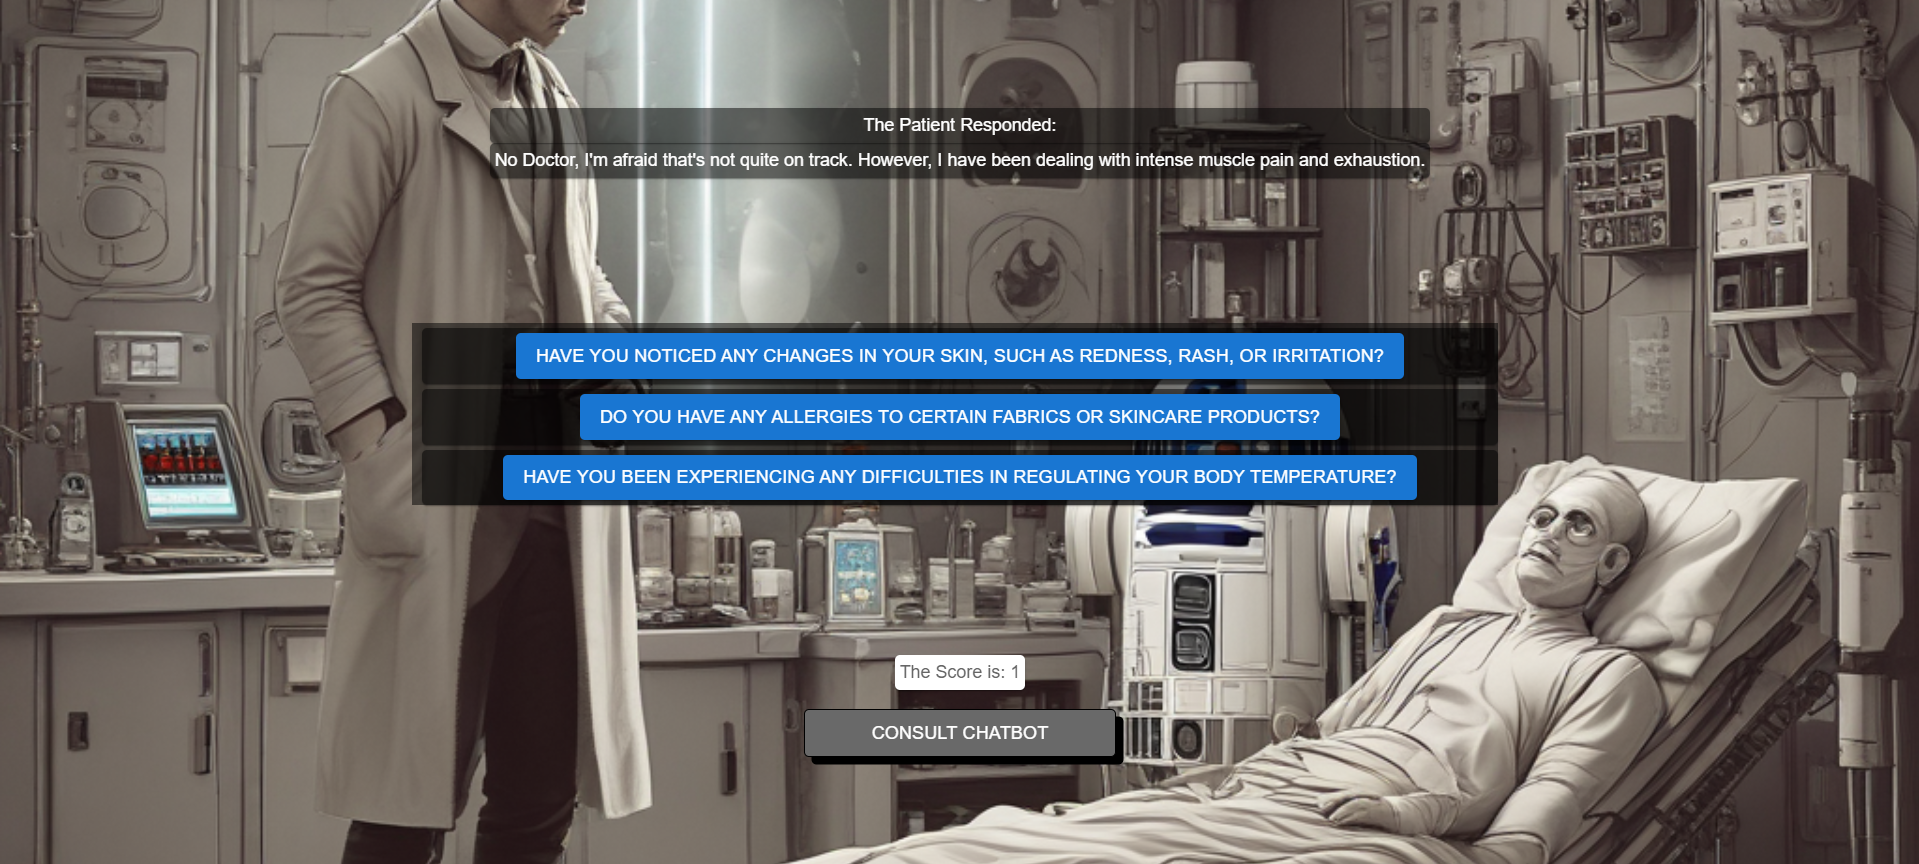 The Patient Responded:
No Doctor, I'm afraid that's not quite on track. However, I have been dealing with intense muscle pain and exhaustion.
HAVE YOU NOTICED ANY CHANGES IN YOUR SKIN, SUCH AS REDNESS, RASH, OR IRRITATION?
DO YOU HAVE ANY ALLERGIES TO CERTAIN FABRICS OR SKINCARE PRODUCTS?
HAVE YOU BEEN EXPERIENCING ANY DIFFICULTIES IN REGULATING YOUR BODY TEMPERATURE?
The Score is: 1
CONSULT CHATBOT